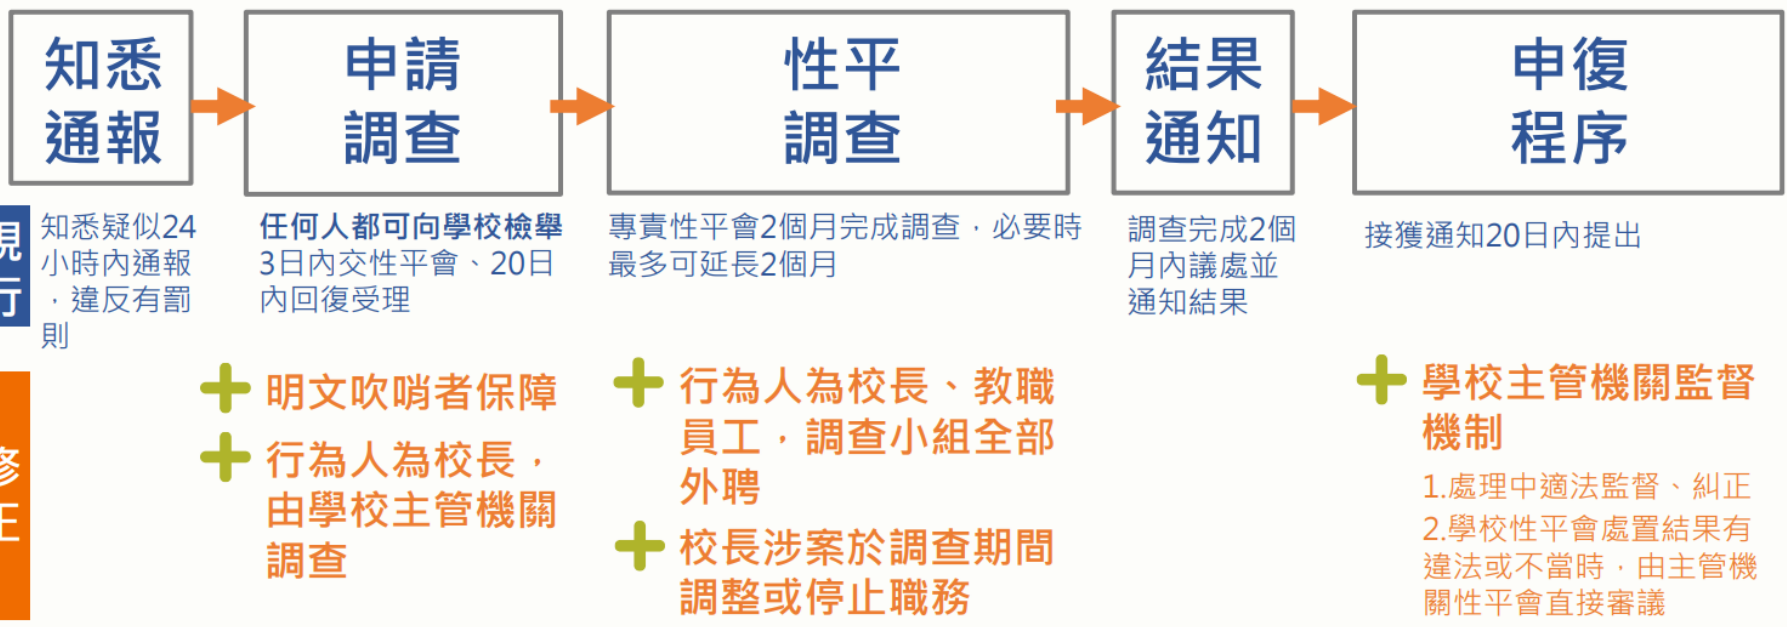 知悉
通報
申請
調查
性平
調查
結果
通知
申復
程序
現
行
知悉疑似24
小時內通報
，違反有罰
則
任何人都可向學校檢舉
3日內交性平會、20日
內回復受理
專責性平會2個月完成調查，必要時
最多可延長2個月
調查完成2個
月內議處並
通知結果
接獲通知20日內提出
修
正
明文吹哨者保障
行為人為校長，
由學校主管機關
調查
行為人為校長、教職
員工，調查小組全部
外聘
校長涉案於調查期間
調整或停止職務
學校主管機關監督
機制
1.處理中適法監督、糾正
2.學校性平會處置結果有
違法或不當時，由主管機
關性平會直接審議